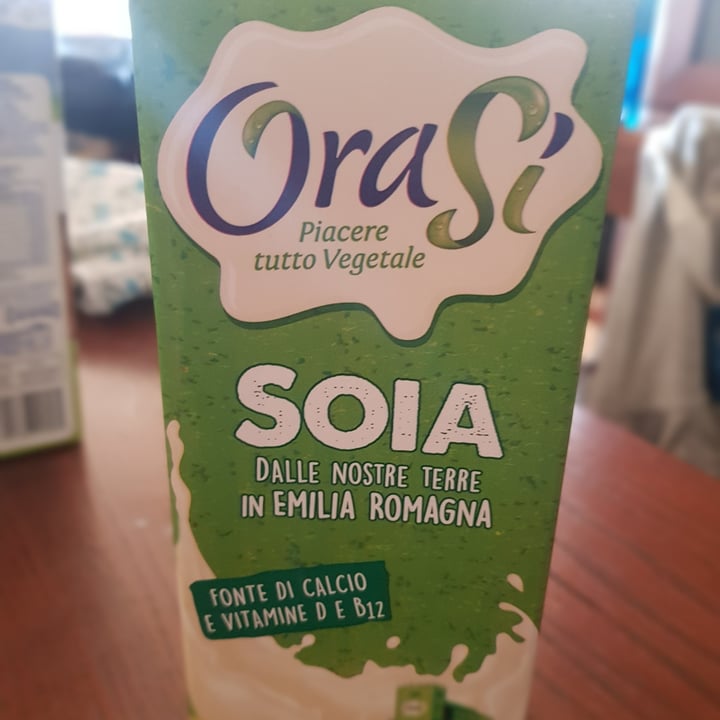 OraSì
Piacere
tutto Vegetale
SOIA
DALLE NOSTRE TERRE
IN EMILIA ROMAGNA
FONTE DI CALCIO
E VITAMINE D E B12